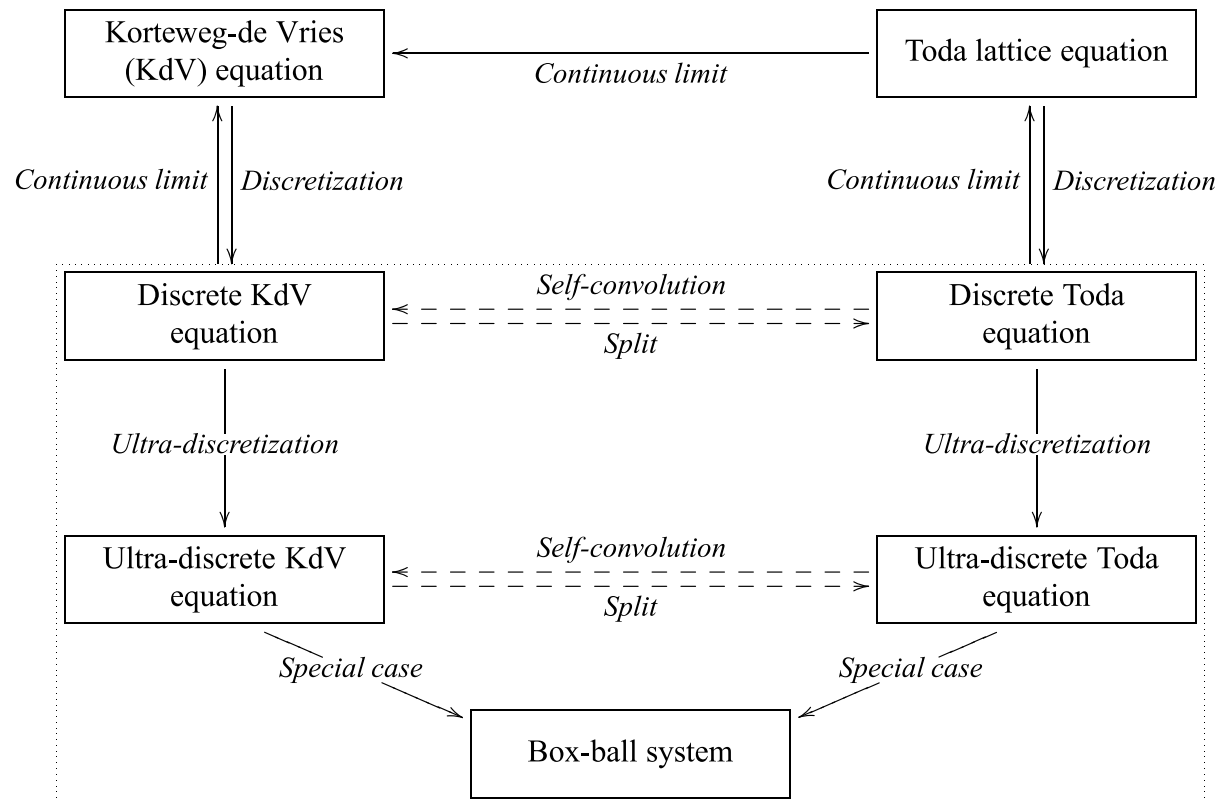 Korteweg-de Vries
(KdV) equation
Toda lattice equation
Continuous limit
Continuous limit
Discretization
Continuous limit
Discretization
Discrete KdV
equation
Self-convolution
Split
Discrete Toda
equation
Ultra-discretization
Ultra-discretization
Ultra-discrete KdV
equation
Self-convolution
Split
Ultra-discrete Toda
equation
Special case
Special case
Box-ball system